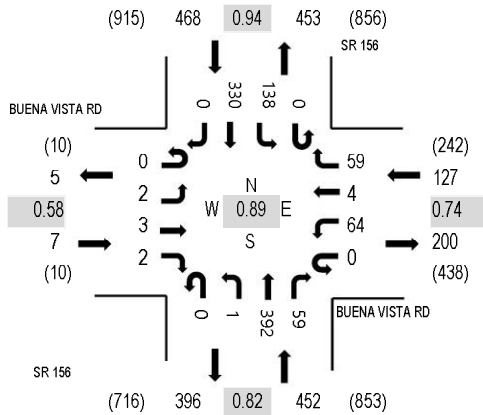 (915) 468 0.94 453 (856)
SR 156
0 330 138 0
BUENA VISTA RD
(10) (242)
0 59
5 127
2 N 4
0.58 W 0.89 E 0.74
3 S 64
7 200
2 0
(10) (438)
0 1 392 59
BUENA VISTA RD
SR 156
(716) 396 0.82 452 (853)